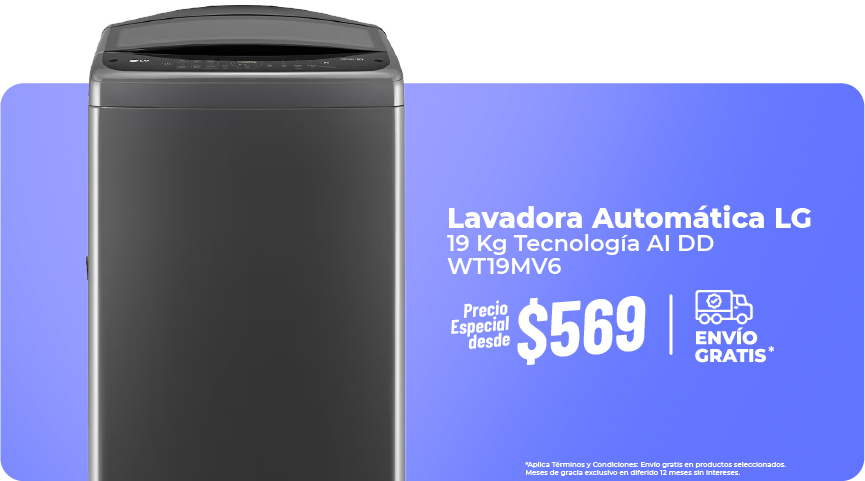 LG
Lavadora Automática LG
19 Kg Tecnología AI DD
WT19MV6
Precio
Especial
desde
$569
ENVÍO
GRATIS*
*Aplica Términos y Condiciones: Envío gratis en productos seleccionados.
Meses de gracia exclusivo en diferido 12 meses sin intereses.